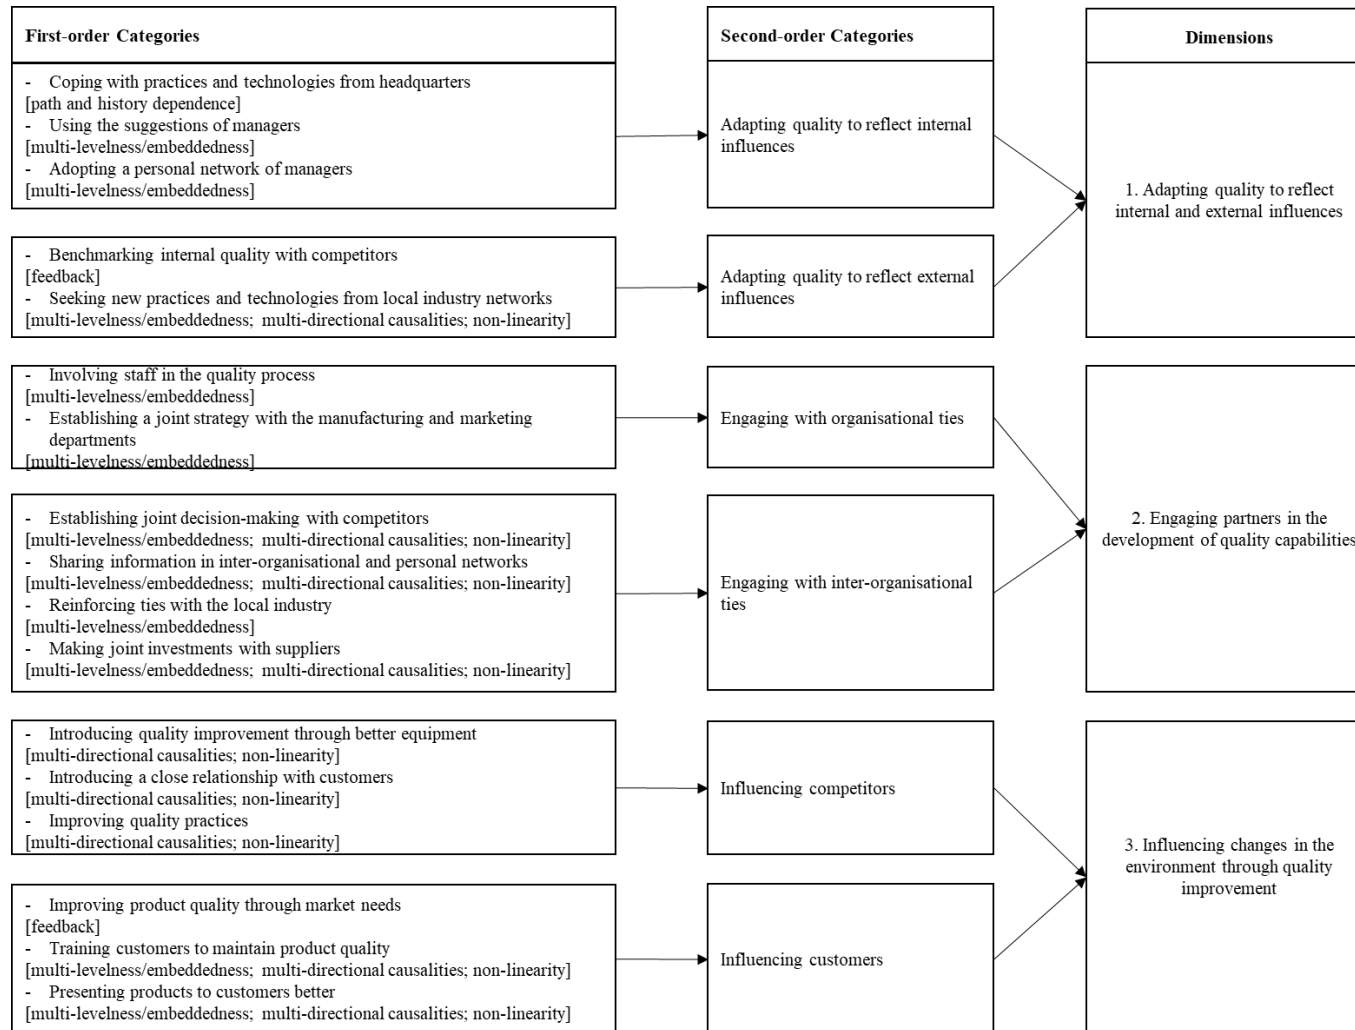 First-order Categories
Second-order Categories
Dimensions
- Coping with practices and technologies from headquarters
[path and history dependence]
- Using the suggestions of managers
[multi-levelness/embeddedness]
- Adopting a personal network of managers
[multi-levelness/embeddedness]
Adapting quality to reflect internal
influences
1. Adapting quality to reflect
internal and external influences
- Benchmarking internal quality with competitors
[feedback]
- Seeking new practices and technologies from local industry networks
[multi-levelness/embeddedness; multi-directional causalities; non-linearity]
Adapting quality to reflect external
influences
- Involving staff in the quality process
[multi-levelness/embeddedness]
- Establishing a joint strategy with the manufacturing and marketing
departments
[multi-levelness/embeddedness]
Engaging with organisational ties
2. Engaging partners in the
development of quality capabilities
- Establishing joint decision-making with competitors
[multi-levelness/embeddedness; multi-directional causalities; non-linearity]
- Sharing information in inter-organisational and personal networks
[multi-levelness/embeddedness; multi-directional causalities; non-linearity]
- Reinforcing ties with the local industry
[multi-levelness/embeddedness]
- Making joint investments with suppliers
[multi-levelness/embeddedness; multi-directional causalities; non-linearity]
Engaging with inter-organisational
ties
- Introducing quality improvement through better equipment
[multi-directional causalities; non-linearity]
- Introducing a close relationship with customers
[multi-directional causalities; non-linearity]
- Improving quality practices
[multi-directional causalities; non-linearity]
Influencing competitors
3. Influencing changes in the
environment through quality
improvement
- Improving product quality through market needs
[feedback]
- Training customers to maintain product quality
[multi-levelness/embeddedness; multi-directional causalities; non-linearity]
- Presenting products to customers better
[multi-levelness/embeddedness; multi-directional causalities; non-linearity]
Influencing customers